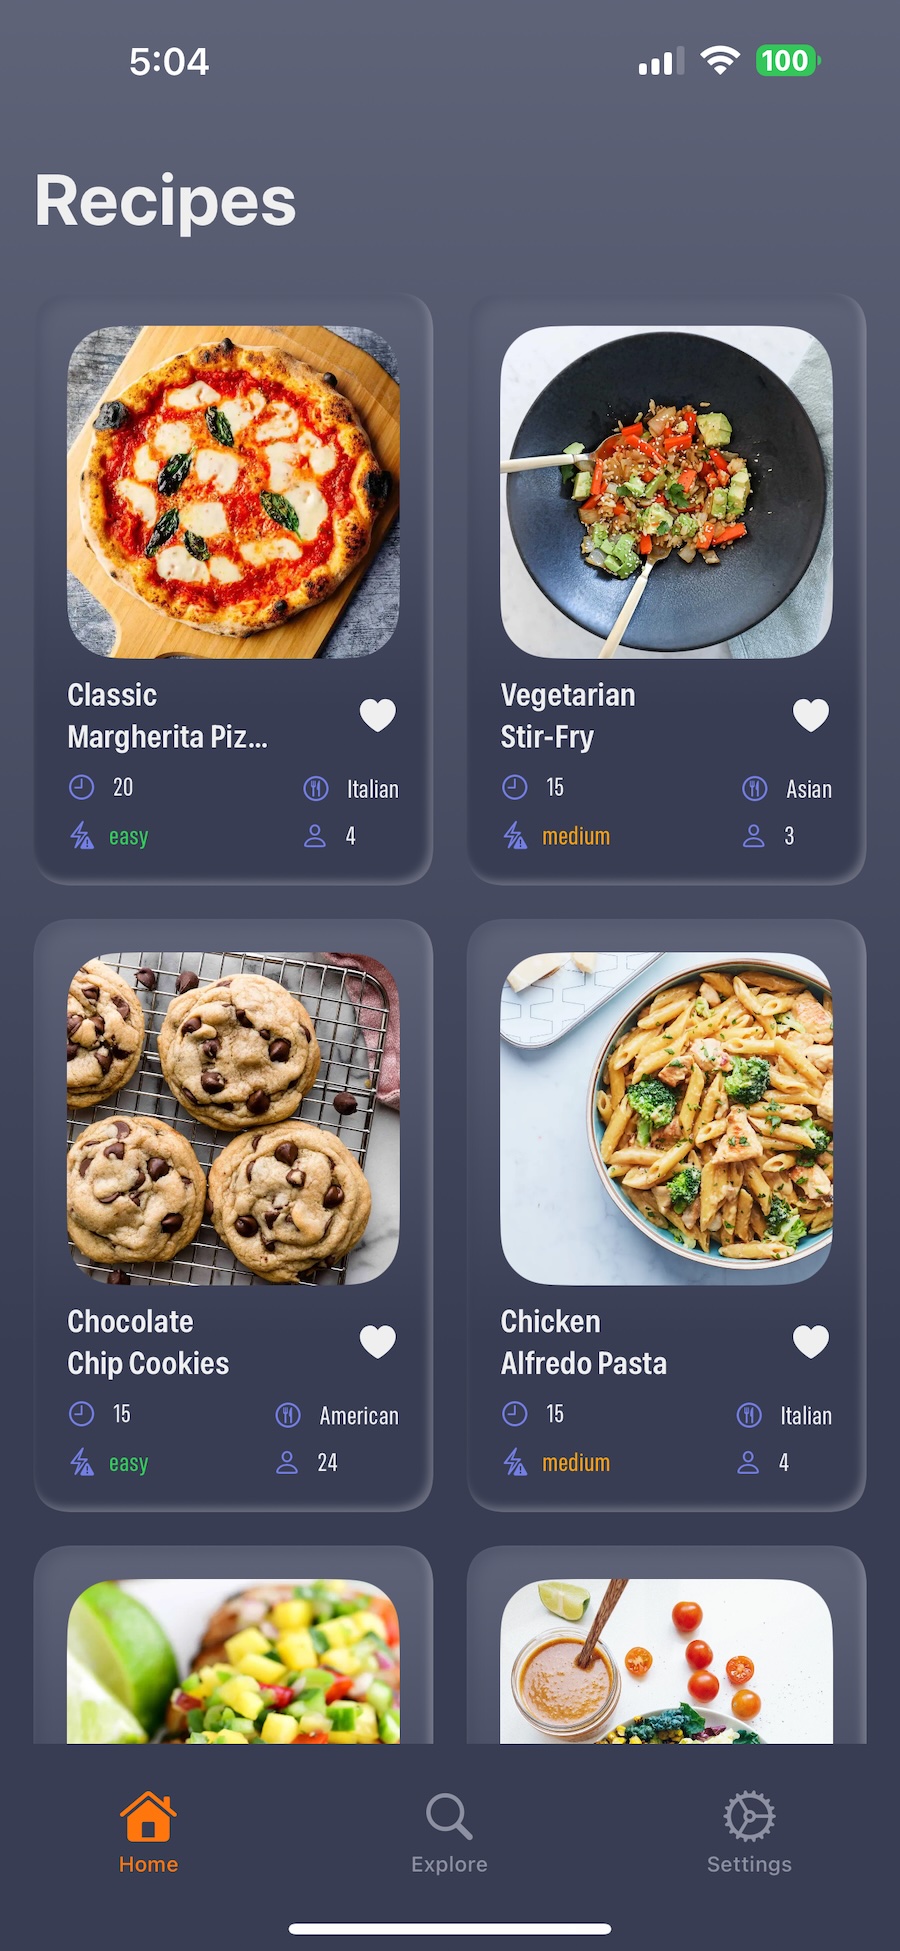 5:04
100
Recipes
Classic
Margherita Piz...
20
Italian
easy
4
Vegetarian
Stir-Fry
15
Asian
medium
3
Chocolate
Chip Cookies
15
American
easy
24
Chicken
Alfredo Pasta
15
Italian
medium
4
Home
Explore
Settings